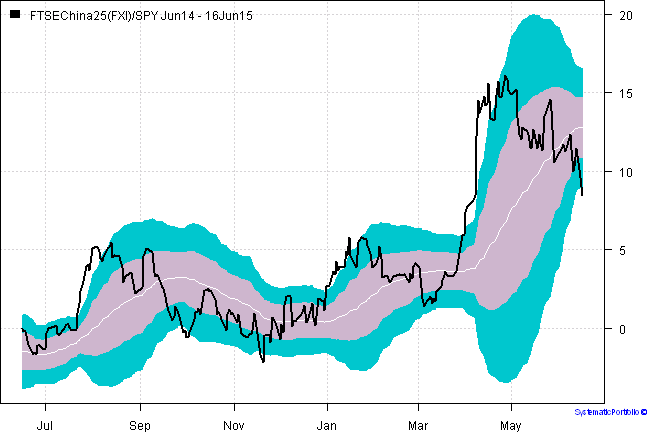 FTSEChina25(FXI)/SPY Jun14 - 16Jun15
20
15
10
5
0
Jul Sep Nov Jan Mar May
SystematicPortfolio ©